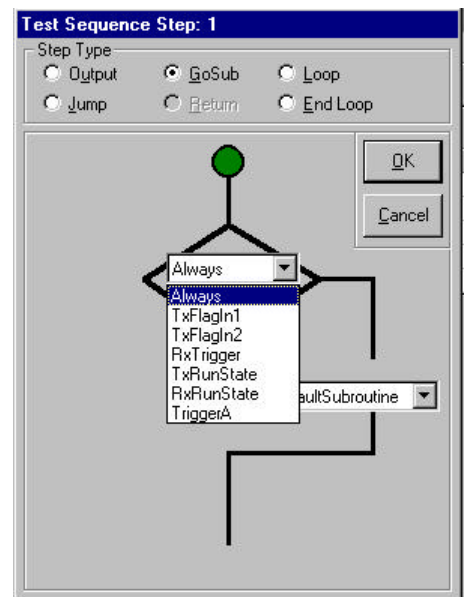 Test Sequence Step: 1
Step Type
Output GoSub Loop
Jump Return End Loop
OK
Cancel
Always
Always
TxFlagIn1
TxFlagIn2
RxTrigger
TxRunState
RxRunState
aultSubroutine
TriggerA